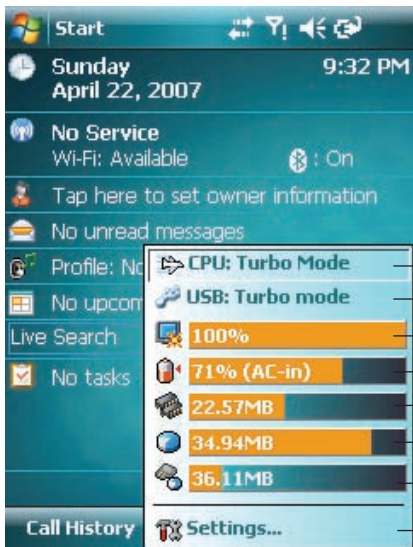 Start
Sunday 9:32 PM
April 22, 2007
No Service
Wi-Fi: Available : On
Tap here to set owner information
No unread messages
Profile:
CPU: Turbo Mode
No upcom
USB: Turbo mode
Live Search
100%
No tasks
71% (AC-in)
22.57MB
34.94MB
36.11MB
Call History
Settings...